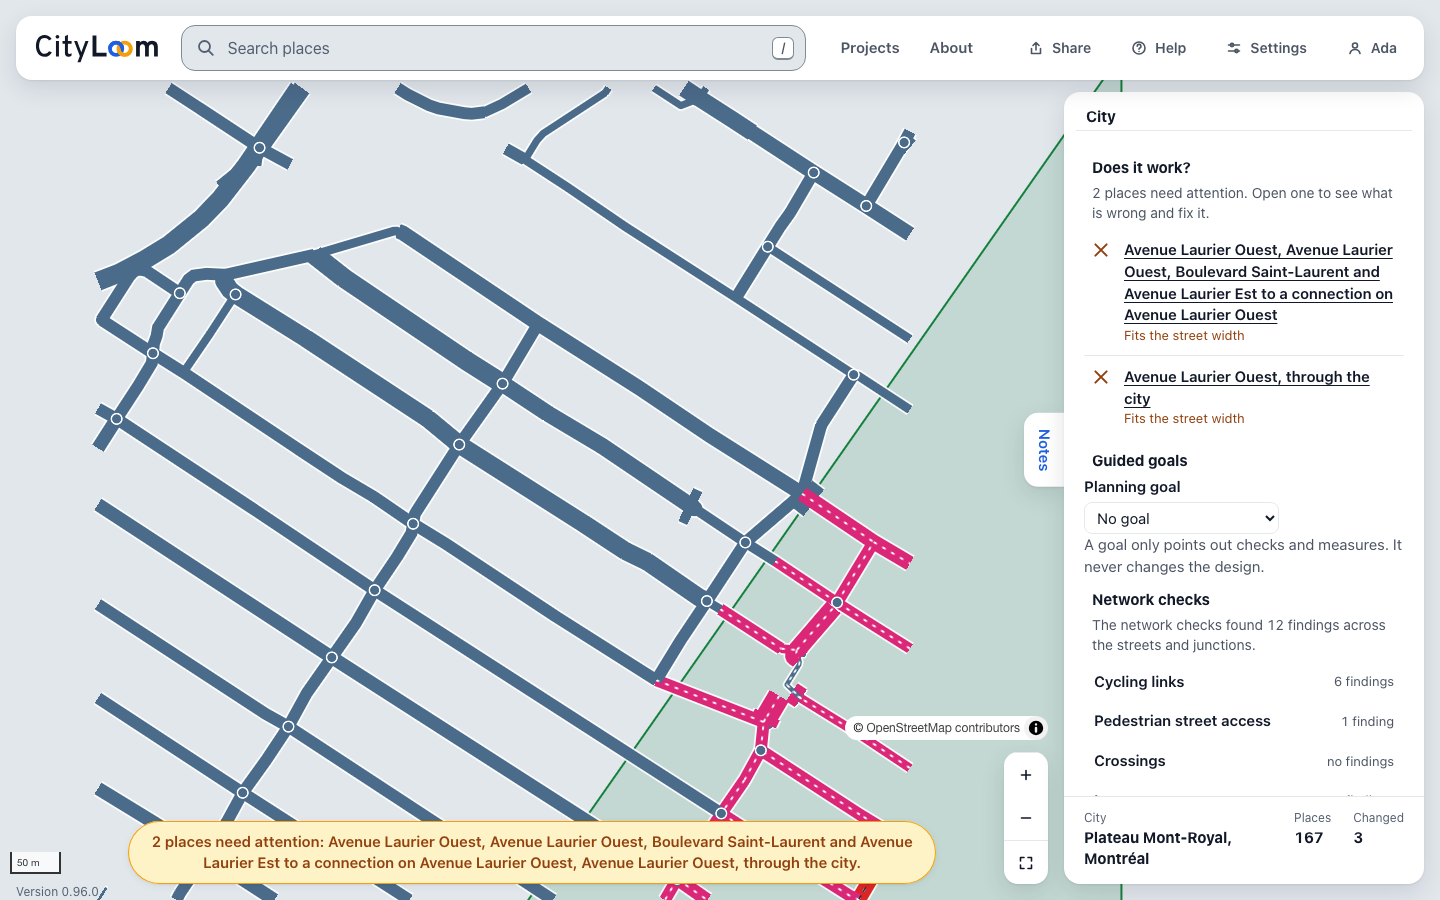 CityLoom
Search places
/
Projects
About
Share
Help
Settings
Ada
City
Does it work?
2 places need attention. Open one to see what
is wrong and fix it.
Avenue Laurier Ouest, Avenue Laurier
Ouest, Boulevard Saint-Laurent and
Avenue Laurier Est to a connection on
Avenue Laurier Ouest
Fits the street width
Avenue Laurier Ouest, through the
city
Fits the street width
Notes
Guided goals
Planning goal
No goal
A goal only points out checks and measures. It
never changes the design.
Network checks
The network checks found 12 findings across
the streets and junctions.
Cycling links
6 findings
Pedestrian street access
1 finding
Crossings
no findings
© OpenStreetMap contributors
+
−
City
Plateau Mont-Royal,
Montréal
Places
167
Changed
3
2 places need attention: Avenue Laurier Ouest, Avenue Laurier Ouest, Boulevard Saint-Laurent and Avenue
Laurier Est to a connection on Avenue Laurier Ouest, Avenue Laurier Ouest, through the city.
50 m
Version 0.96.0